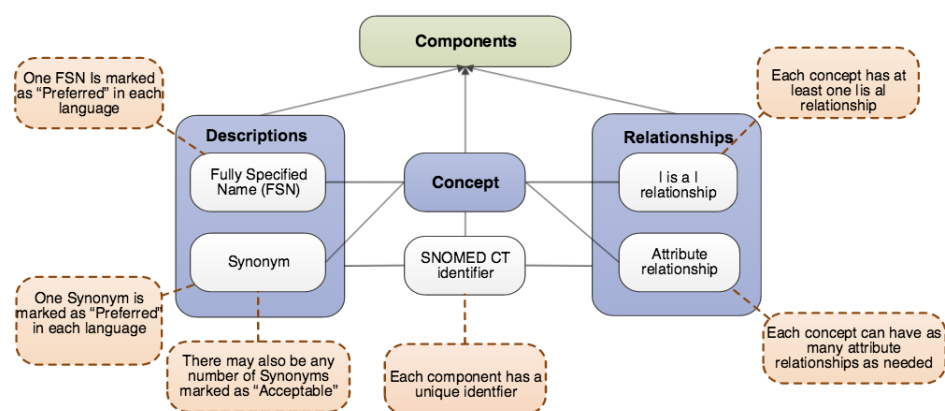 Components
One FSN Is marked
as “Preferred” in each
language
Each concept has at
least one l is al
relationship
Descriptions
Relationships
Fully Specified
Name (FSN)
Concept
l is a l
relationship
Synonym
SNOMED CT
identifier
Attribute
relationship
One Synonym is
marked as “Preferred”
in each language
There may also be any
number of Synonyms
marked as “Acceptable”
Each component has a
unique identfier
Each concept can have as
many attribute
relationships as needed